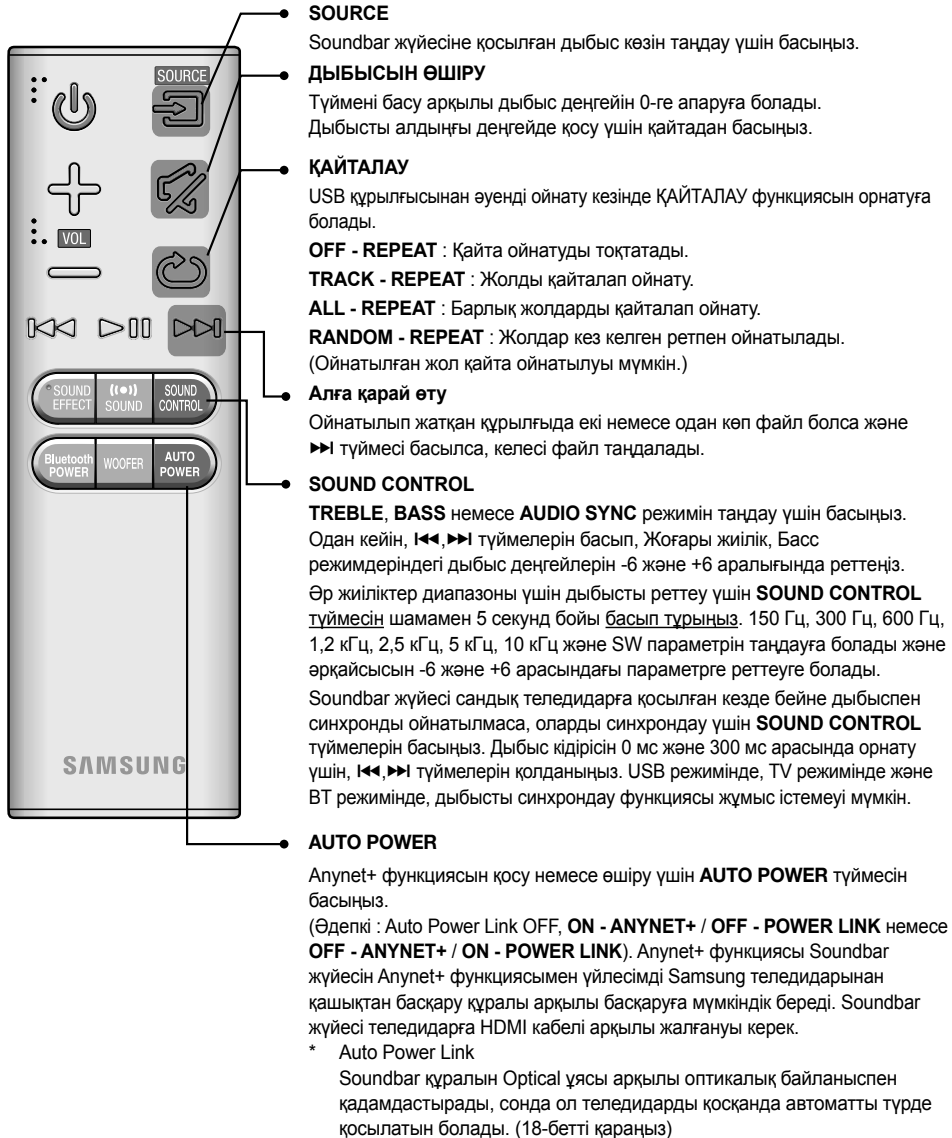 SOURCE
Soundbar жүйесіне қосылған дыбыс көзін таңдау үшін басыңыз.
ДЫБЫСЫН ӨШІРУ
Түймені басу арқылы дыбыс деңгейін 0-ге апаруға болады.
Дыбысты алдыңғы деңгейде қосу үшін қайтадан басыңыз.
ҚАЙТАЛАУ
USB құрылғысынан әуенді ойнату кезінде ҚАЙТАЛАУ функциясын орнатуға
болады.
OFF - REPEAT : Қайта ойнатуды тоқтатады.
TRACK - REPEAT : Жолды қайталап ойнату.
ALL - REPEAT : Барлық жолдарды қайталап ойнату.
RANDOM - REPEAT : Жолдар кез келген ретпен ойнатылады.
(Ойнатылған жол қайта ойнатылуы мүмкін.)
Алға қарай өту
Ойнатылып жатқан құрылғыда екі немесе одан көп файл болса және
⏭ түймесі басылса, келесі файл таңдалады.
SOUND CONTROL
TREBLE, BASS немесе AUDIO SYNC режимін таңдау үшін басыңыз.
Одан кейін, ⏮,⏭ түймелерін басып, Жоғары жиілік, Басс
режимдеріндегі дыбыс деңгейлерін -6 және +6 аралығында реттеңіз.
Әр жиіліктер диапазоны үшін дыбысты реттеу үшін SOUND CONTROL
түймесін шамамен 5 секунд бойы басып тұрыңыз. 150 Гц, 300 Гц, 600 Гц,
1,2 кГц, 2,5 кГц, 5 кГц, 10 кГц және SW параметрін таңдауға болады және
әрқайсысын -6 және +6 арасындағы параметрге реттеуге болады.
Soundbar жүйесі сандық теледидарға қосылған кезде бейне дыбыспен
синхронды ойнатылмаса, оларды синхрондау үшін SOUND CONTROL
түймелерін басыңыз. Дыбыс кідірісін 0 мс және 300 мс арасында орнату
үшін, ⏮,⏭ түймелерін қолданыңыз. USB режимінде, TV режимінде және
BT режимінде, дыбысты синхрондау функциясы жұмыс істемеуі мүмкін.
AUTO POWER
Anynet+ функциясын қосу немесе өшіру үшін AUTO POWER түймесін
басыңыз.
(Әдепкі : Auto Power Link OFF, ON - ANYNET+ / OFF - POWER LINK немесе
OFF - ANYNET+ / ON - POWER LINK). Anynet+ функциясы Soundbar
жүйесін Anynet+ функциясымен үйлесімді Samsung теледидарынан
қашықтан басқару құралы арқылы басқаруға мүмкіндік береді. Soundbar
жүйесі теледидарға HDMI кабелі арқылы жалғануы керек.
* Auto Power Link
Soundbar құралын Optical ұясы арқылы оптикалық байланыспен
қадамдастырады, сонда ол теледидарды қосқанда автоматты түрде
қосылатын болады. (18-бетті қараңыз)
SOURCE
VOL
SOUND EFFECT
SOUND
SOUND CONTROL
Bluetooth POWER
WOOFER
AUTO POWER
SAMSUNG